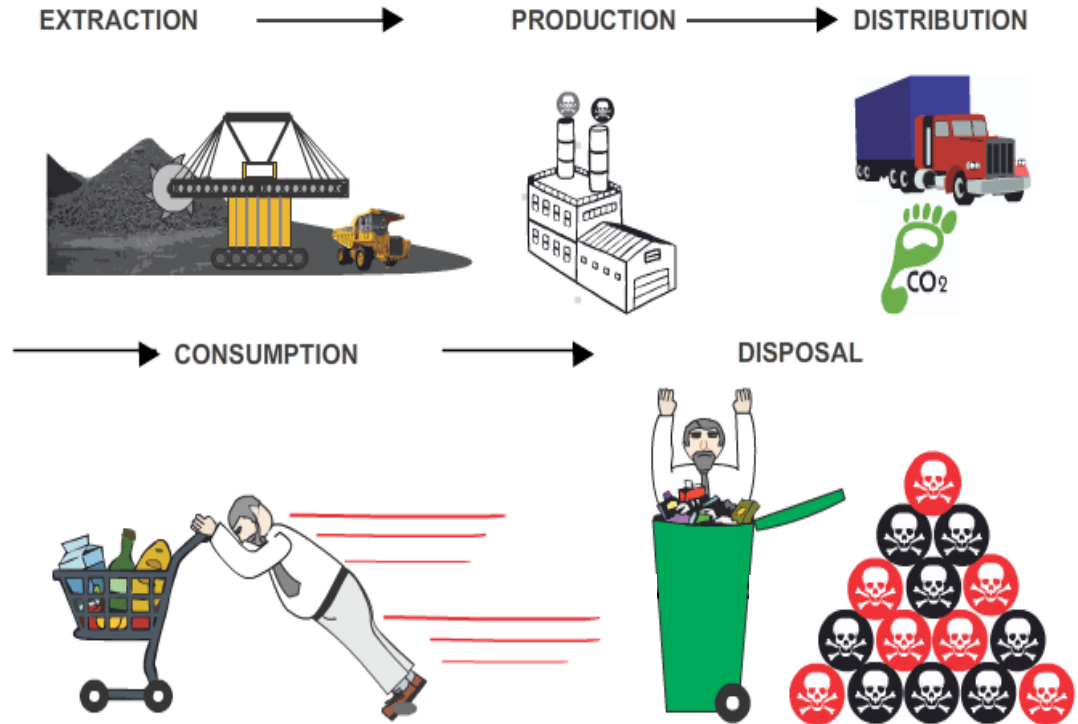 EXTRACTION
PRODUCTION
DISTRIBUTION
CO2
CONSUMPTION
DISPOSAL